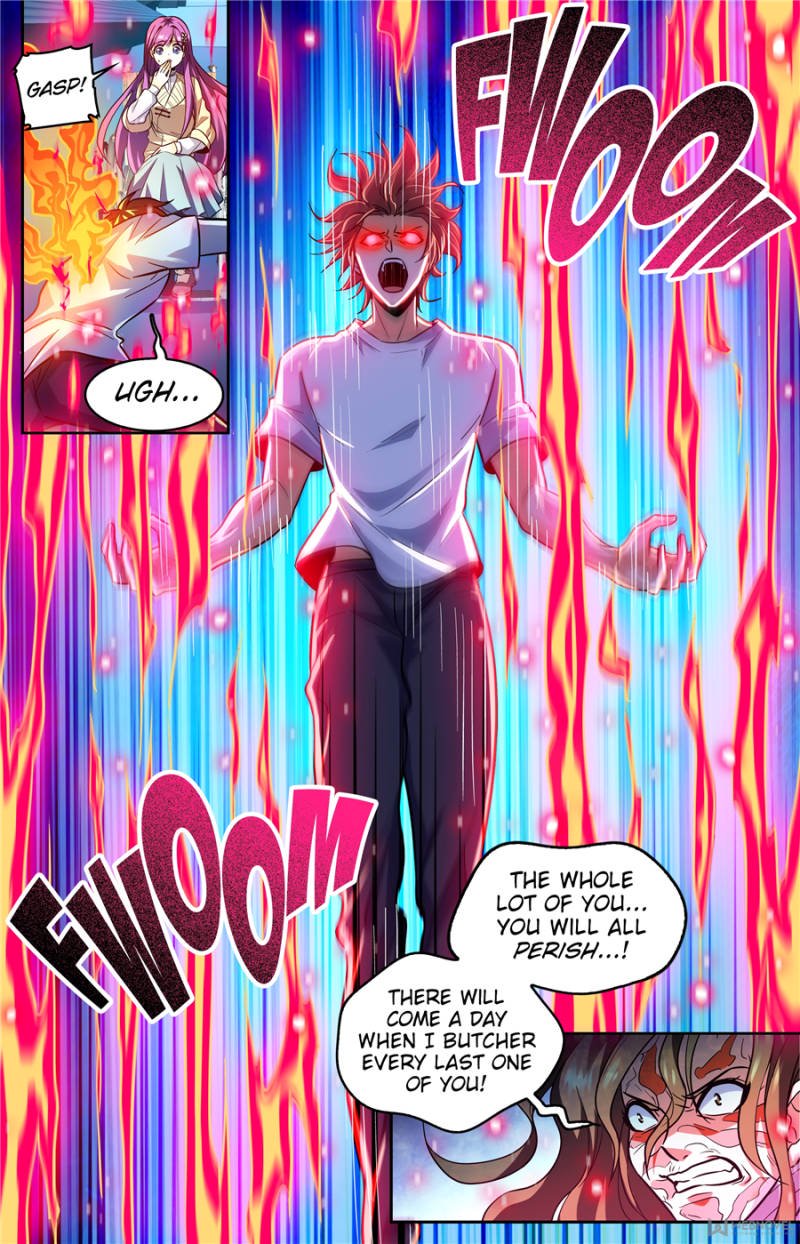 GASP!
UGH...
FWOOM
FWOOM
THE WHOLE
LOT OF YOU...
YOU WILL ALL
PERISH...!
THERE WILL
COME A DAY
WHEN I BUTCHER
EVERY LAST ONE
OF YOU!
WEBNOVEL